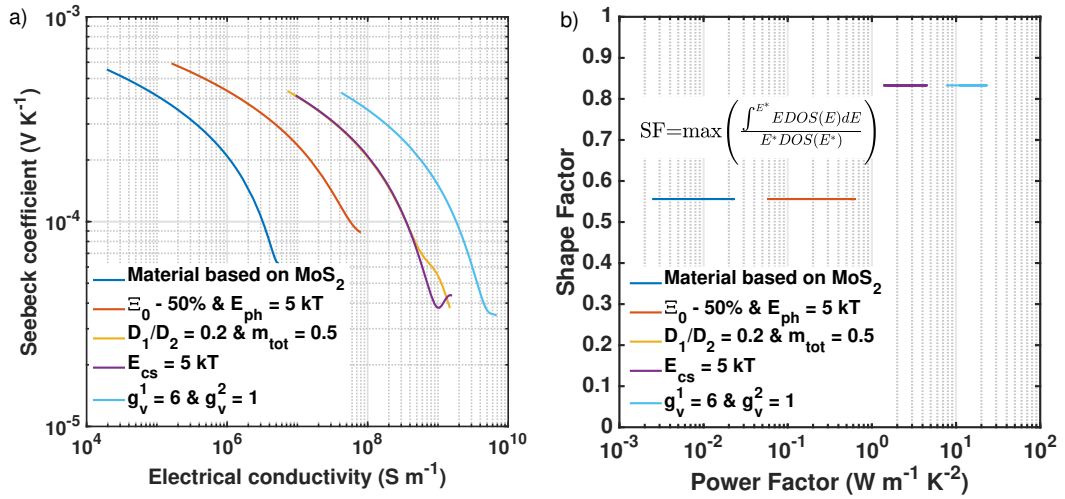 a)
10^-3
10^-4
10^-5
Seebeck coefficient (V K^-1)
Material based on MoS_2
Ξ_0 - 50% & E_ph = 5 kT
D_1/D_2 = 0.2 & m_tot = 0.5
E_cs = 5 kT
g_v^1 = 6 & g_v^2 = 1
10^4 10^6 10^8 10^10
Electrical conductivity (S m^-1)
b)
1
0.9
0.8
0.7
0.6
0.5
0.4
0.3
0.2
0.1
0
Shape Factor
SF=max(∫^E* EDOS(E)dE / E*DOS(E*))
Material based on MoS_2
Ξ_0 - 50% & E_ph = 5 kT
D_1/D_2 = 0.2 & m_tot = 0.5
E_cs = 5 kT
g_v^1 = 6 & g_v^2 = 1
10^-3 10^-2 10^-1 10^0 10^1 10^2
Power Factor (W m^-1 K^-2)